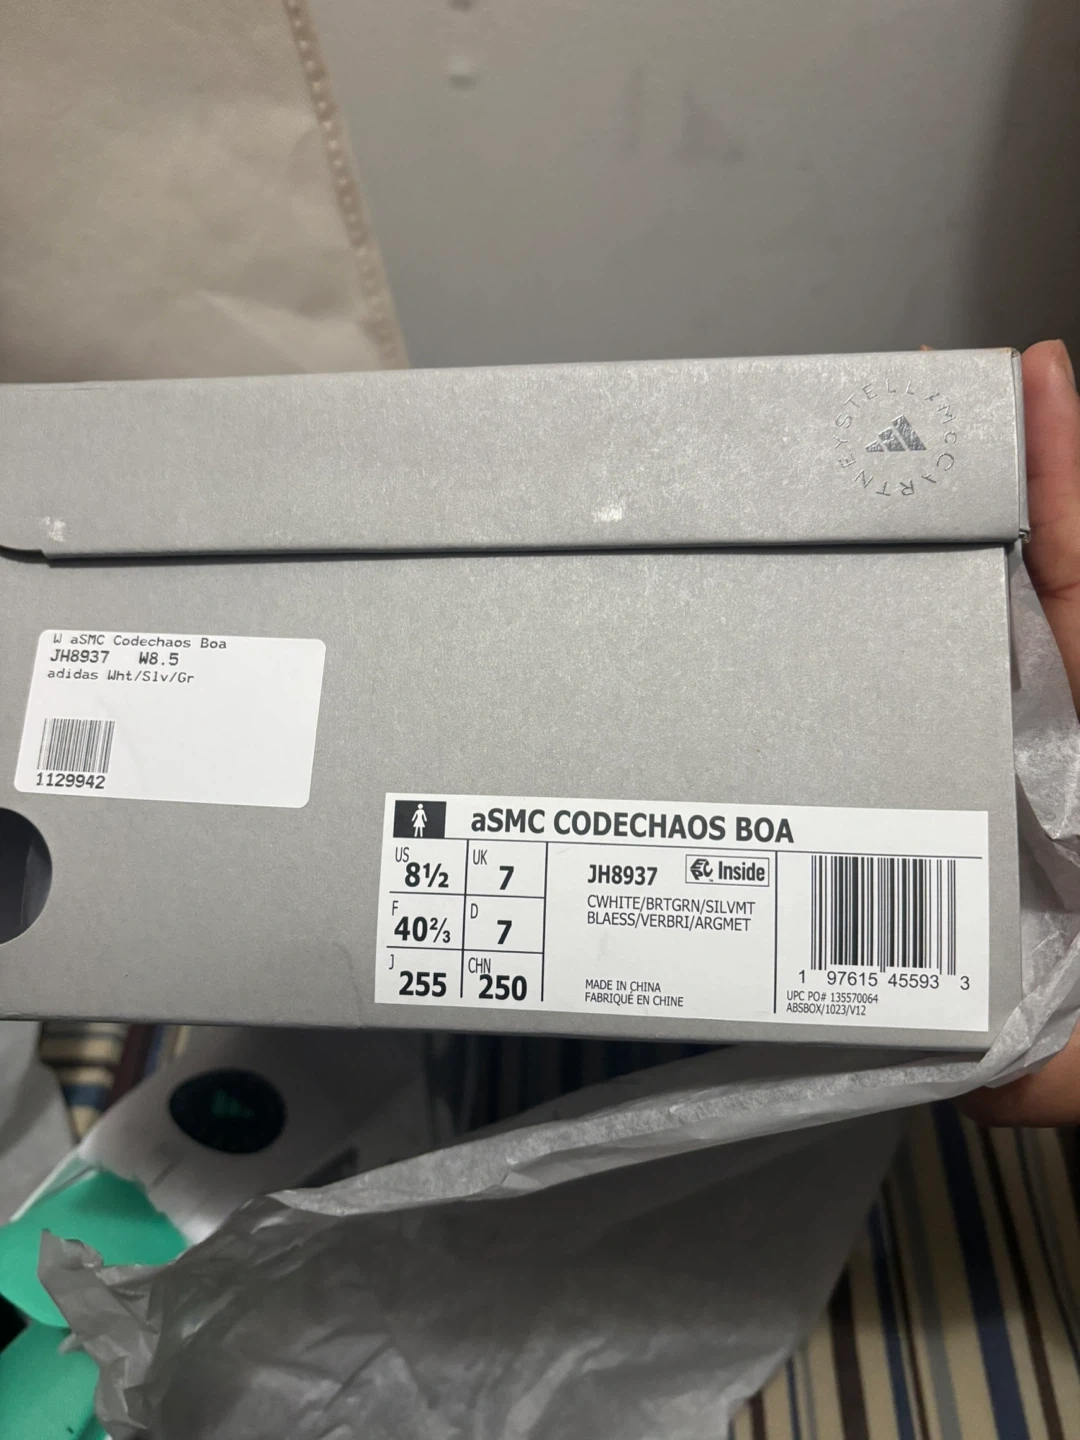 STELLAMcCARTNEY
W aSMC Codechaos Boa
JH8937 W8.5
adidas Wht/Slv/Gr
1129942
aSMC CODECHAOS BOA
US 8½ UK 7
F 40⅔ D 7
J 255 CHN 250
JH8937 Inside
CWHITE/BRTGRN/SILVMT
BLAESS/VERBRI/ARGMET
MADE IN CHINA
FABRIQUÉ EN CHINE
1 97615 45593 3
UPC PO# 135570064
ABSBOX/1023/V12